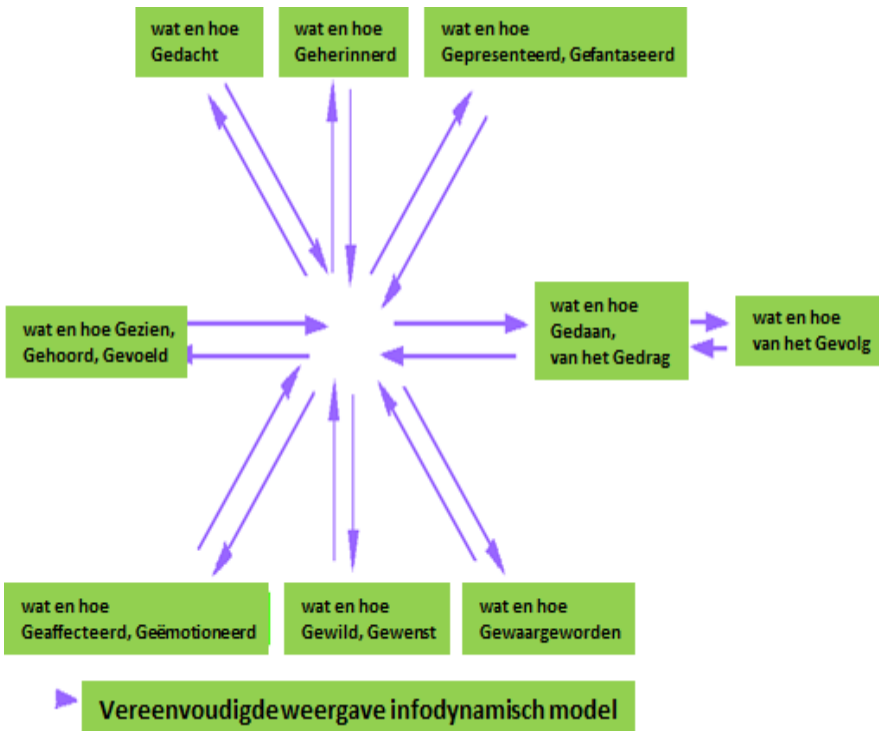 wat en hoe
Gedacht
wat en hoe
Geherinnerd
wat en hoe
Gepresenteerd, Gefantaseerd
wat en hoe Gezien,
Gehoord, Gevoeld
wat en hoe
Gedaan,
van het Gedrag
wat en hoe
van het Gevolg
wat en hoe
Geaffecteerd, Geëmotioneerd
wat en hoe
Gewild, Gewenst
wat en hoe
Gewaargeworden
Vereenvoudigde weergave infodynamisch model